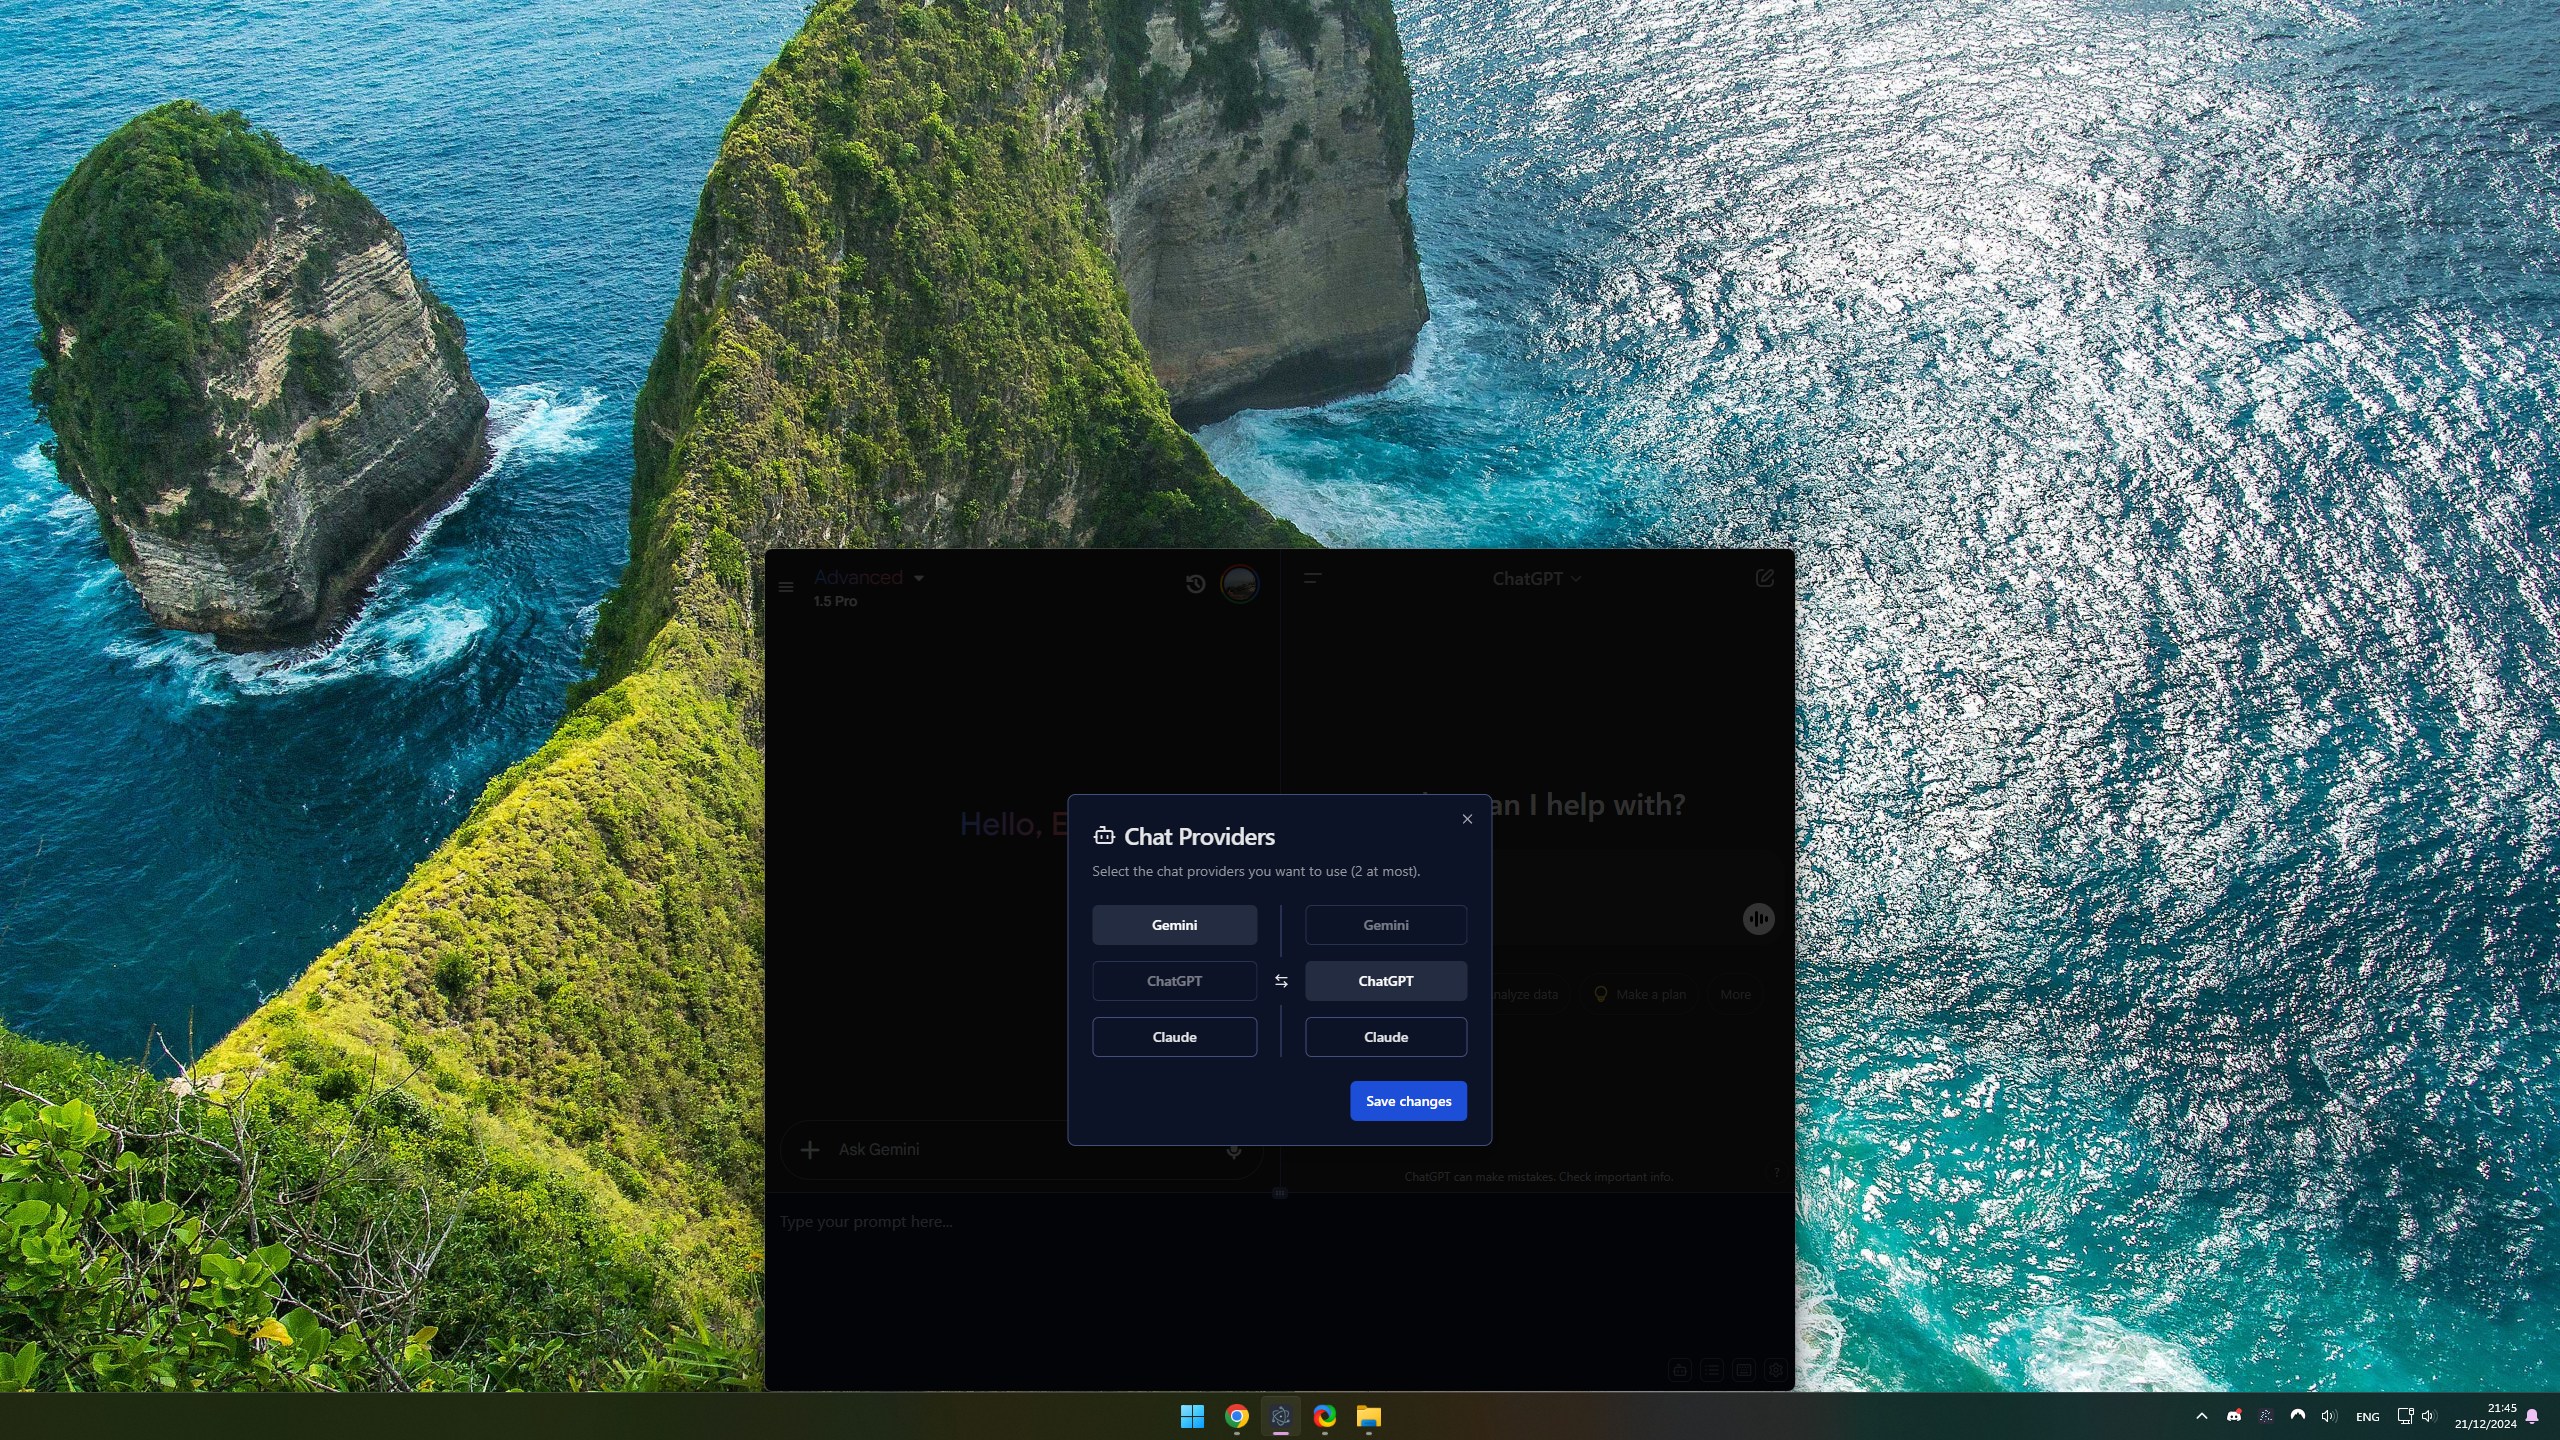 Advanced
1.5 Pro
ChatGPT
Hello,
an I help with?
Chat Providers
Select the chat providers you want to use (2 at most).
Gemini
Gemini
ChatGPT
ChatGPT
Claude
Claude
Save changes
nalyze data
Make a plan
More
Ask Gemini
ChatGPT can make mistakes. Check important info.
?
Type your prompt here...
ENG
21:45
21/12/2024